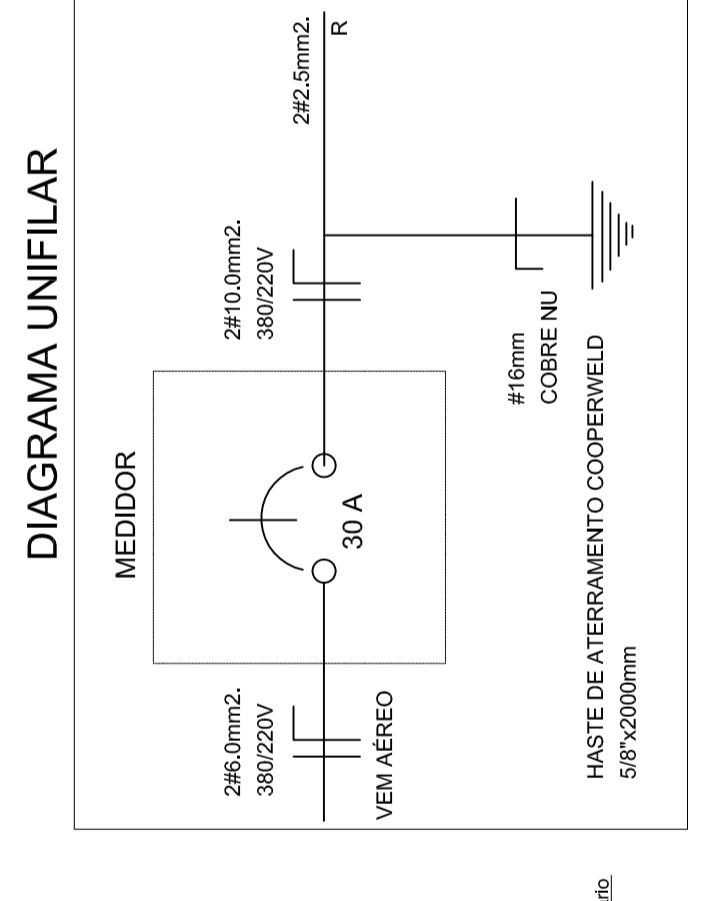 DIAGRAMA UNIFILAR
MEDIDOR
2#6.0mm2.
380/220V
VEM AÉREO
30 A
2#10.0mm2.
380/220V
2#2.5mm2.
R
#16mm
COBRE NU
HASTE DE ATERRAMENTO COOPERWELD
5/8"x2000mm